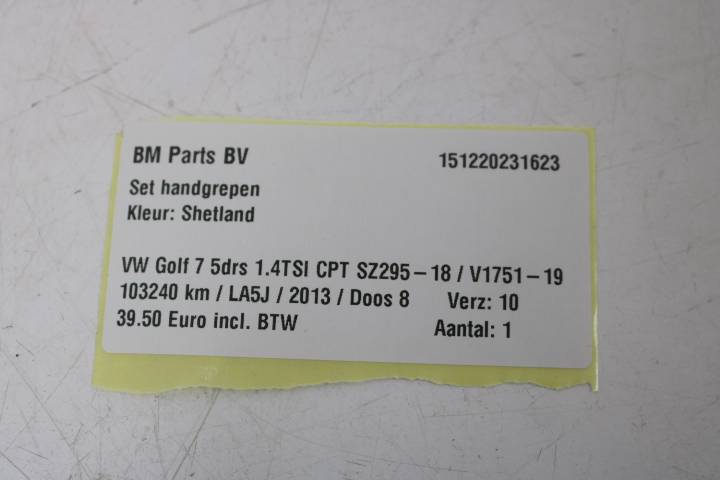 BM Parts BV 151220231623
Set handgrepen
Kleur: Shetland
VW Golf 7 5drs 1.4TSI CPT SZ295-18 / V1751-19
103240 km / LA5J / 2013 / Doos 8 Verz: 10
39.50 Euro incl. BTW Aantal: 1